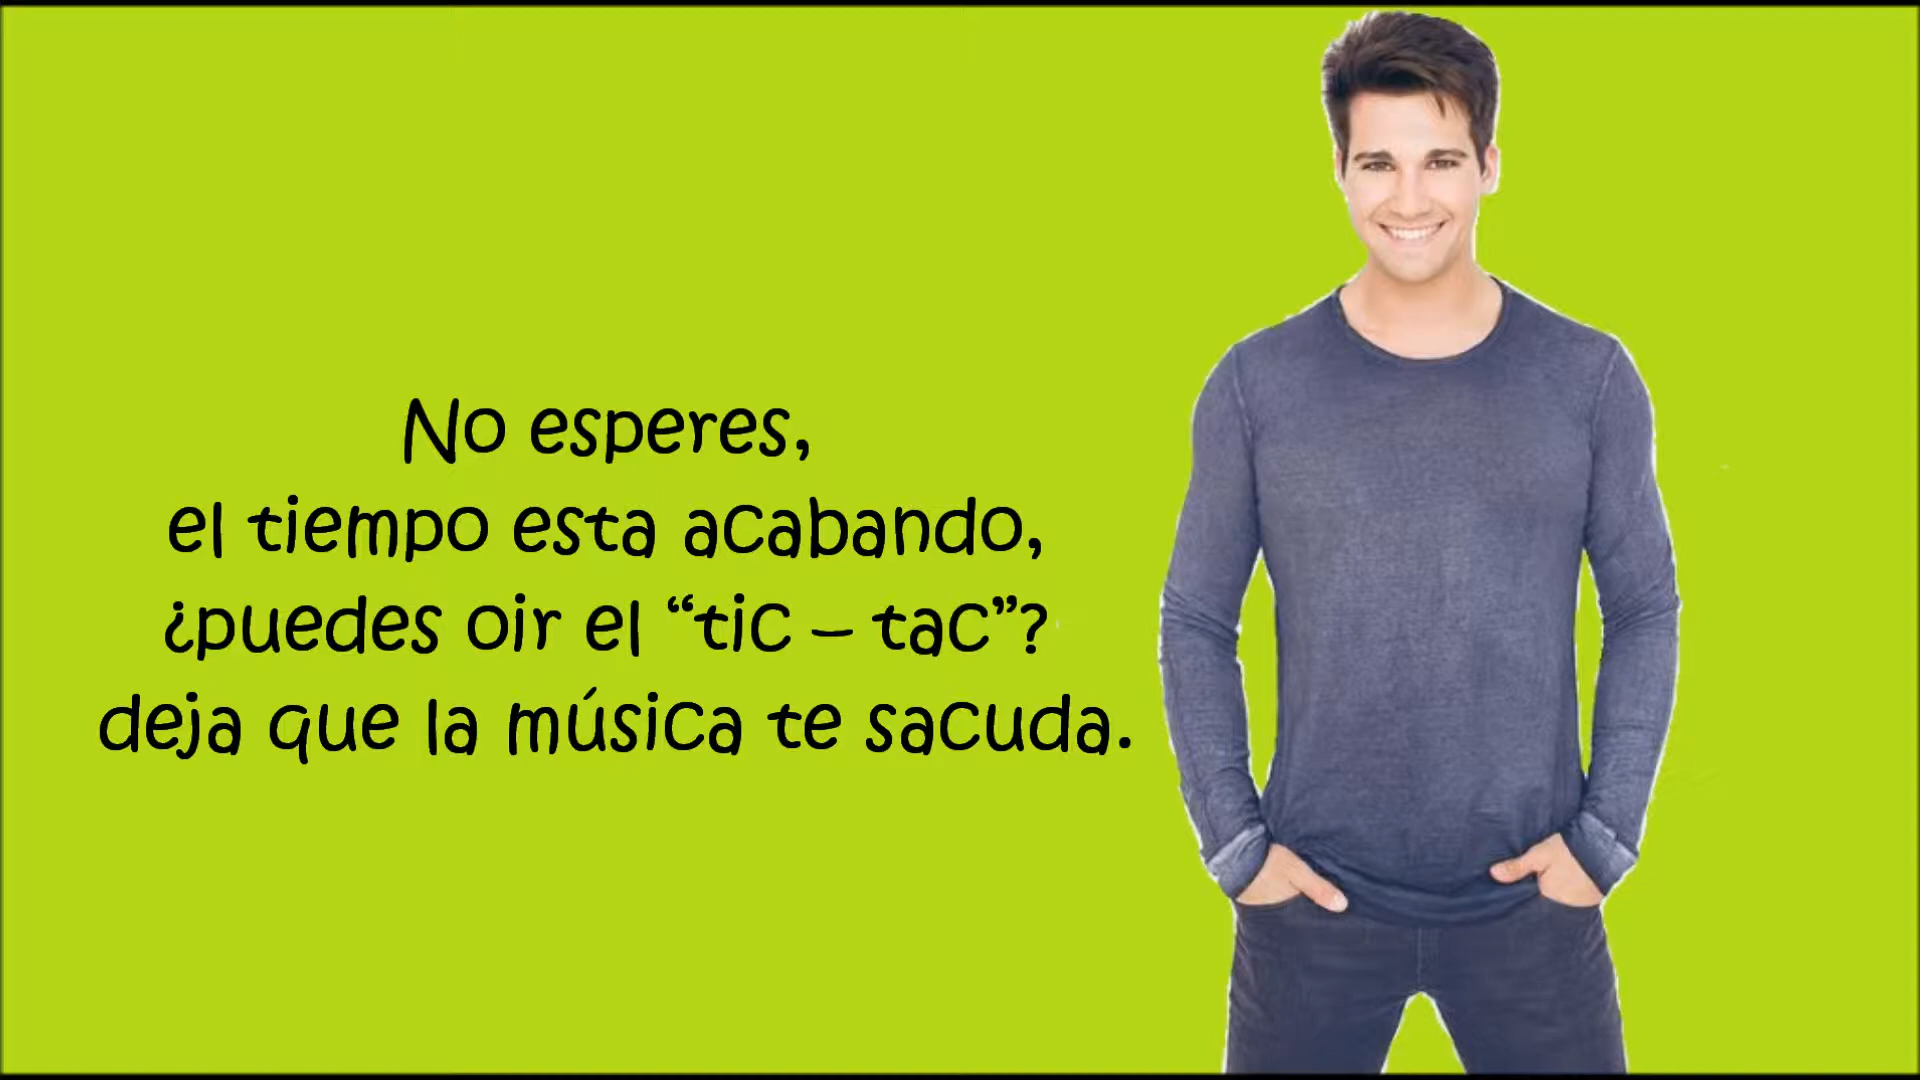 No esperes,
el tiempo esta acabando,
¿puedes oir el “tic – tac”?
deja que la música te sacuda.